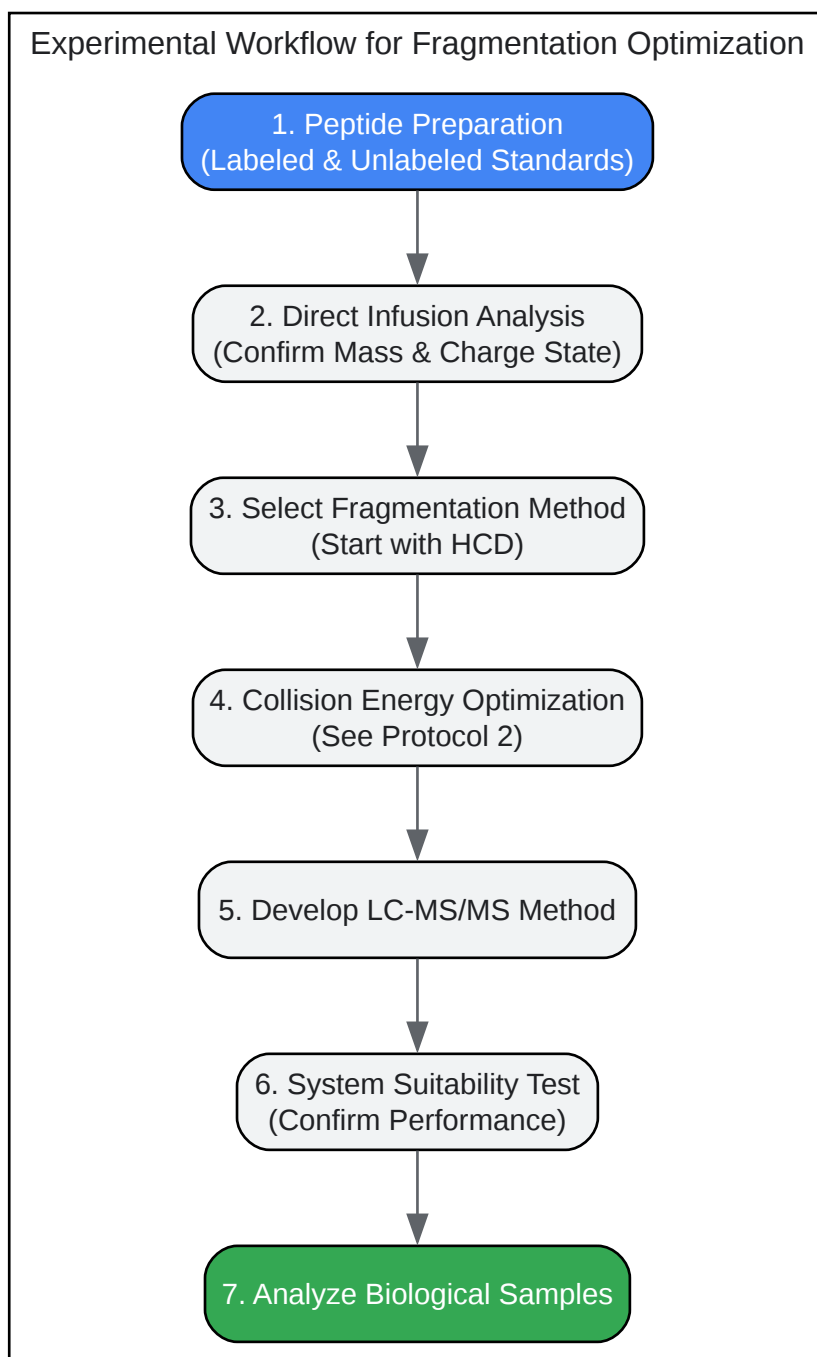 Experimental Workflow for Fragmentation Optimization
1. Peptide Preparation
(Labeled & Unlabeled Standards)
2. Direct Infusion Analysis
(Confirm Mass & Charge State)
3. Select Fragmentation Method
(Start with HCD)
4. Collision Energy Optimization
(See Protocol 2)
5. Develop LC-MS/MS Method
6. System Suitability Test
(Confirm Performance)
7. Analyze Biological Samples